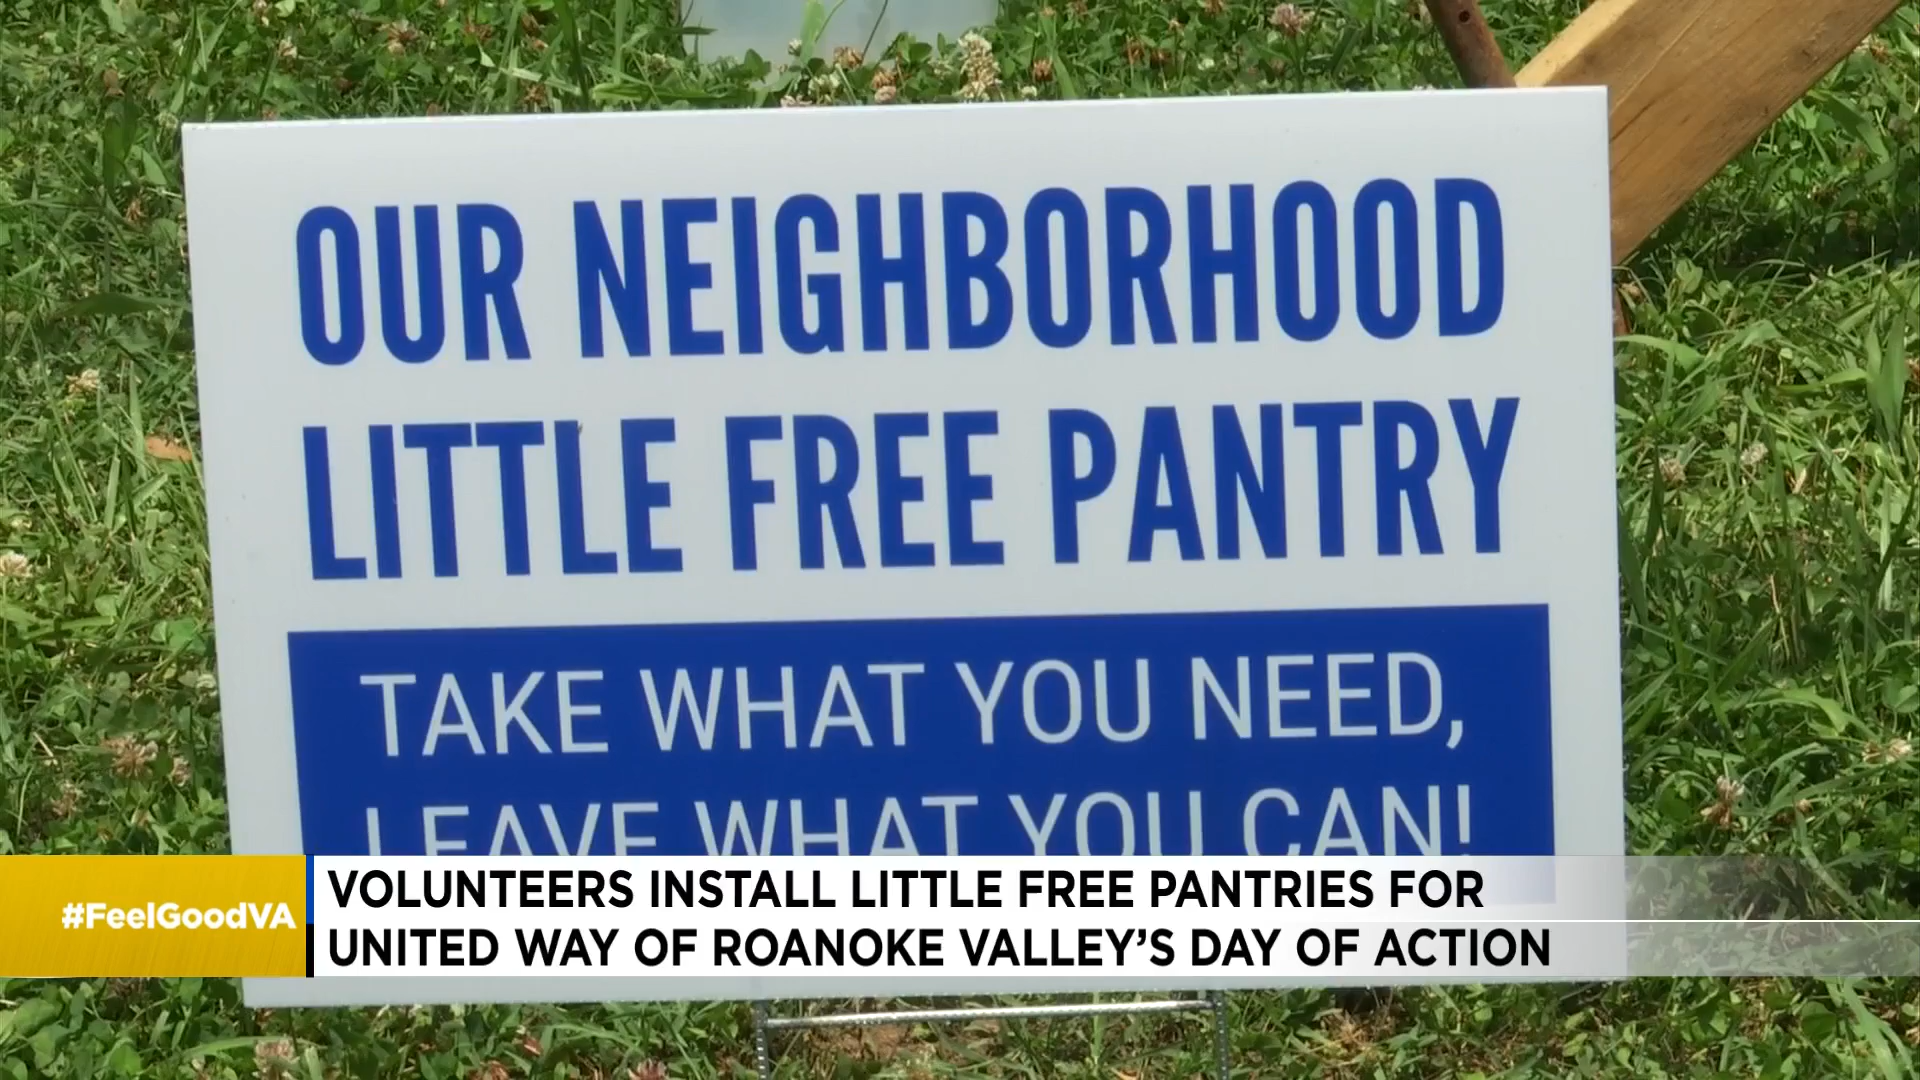 OUR NEIGHBORHOOD
LITTLE FREE PANTRY
TAKE WHAT YOU NEED,
LEAVE WHAT YOU CAN!
#FeelGoodVA
VOLUNTEERS INSTALL LITTLE FREE PANTRIES FOR
UNITED WAY OF ROANOKE VALLEY'S DAY OF ACTION